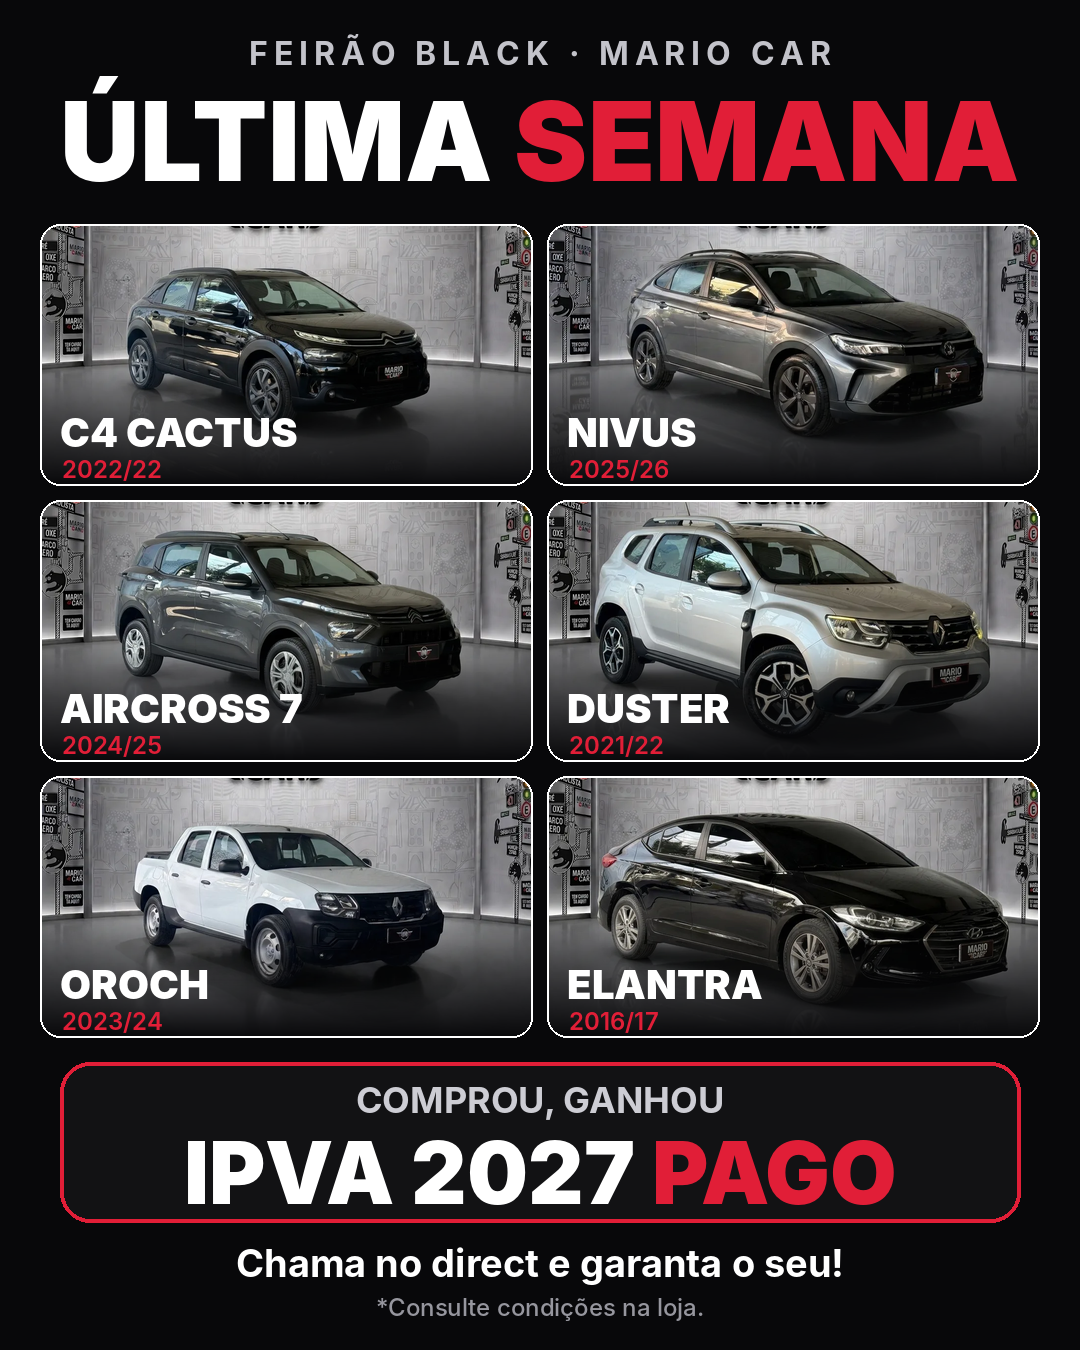 FEIRÃO BLACK · MARIO CAR
ÚLTIMA SEMANA
C4 CACTUS
2022/22
NIVUS
2025/26
AIRCROSS 7
2024/25
DUSTER
2021/22
OROCH
2023/24
ELANTRA
2016/17
COMPROU, GANHOU
IPVA 2027 PAGO
Chama no direct e garanta o seu!
*Consulte condições na loja.